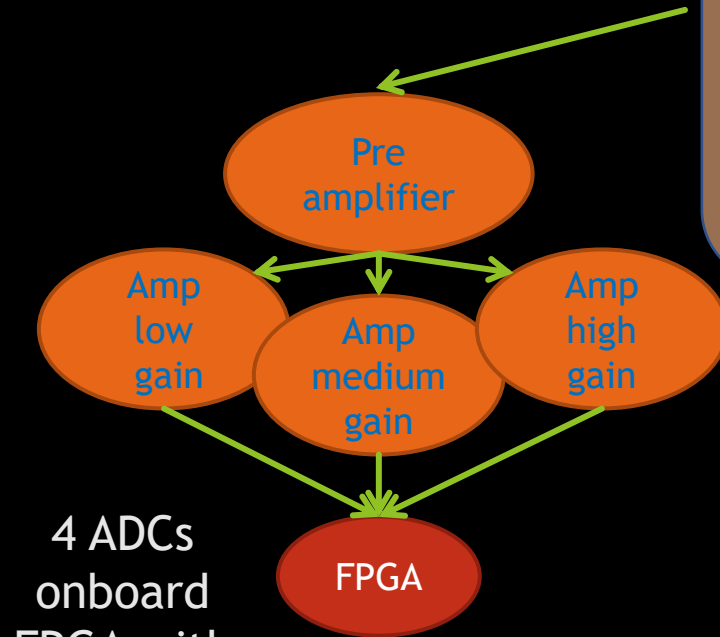 Pre
amplifier
Amp
low
gain
Amp
medium
gain
Amp
high
gain
FPGA
4 ADCs
onboard